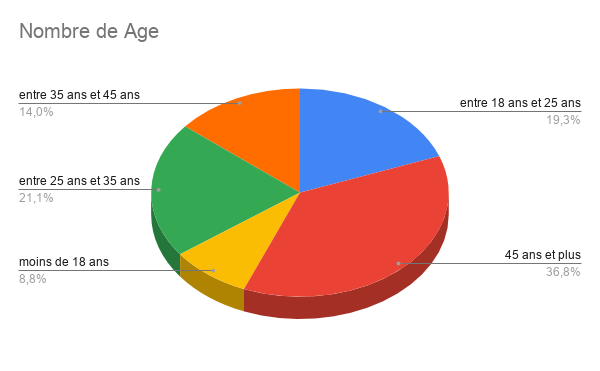 Nombre de Age
entre 35 ans et 45 ans
14,0%
entre 18 ans et 25 ans
19,3%
entre 25 ans et 35 ans
21,1%
45 ans et plus
36,8%
moins de 18 ans
8,8%